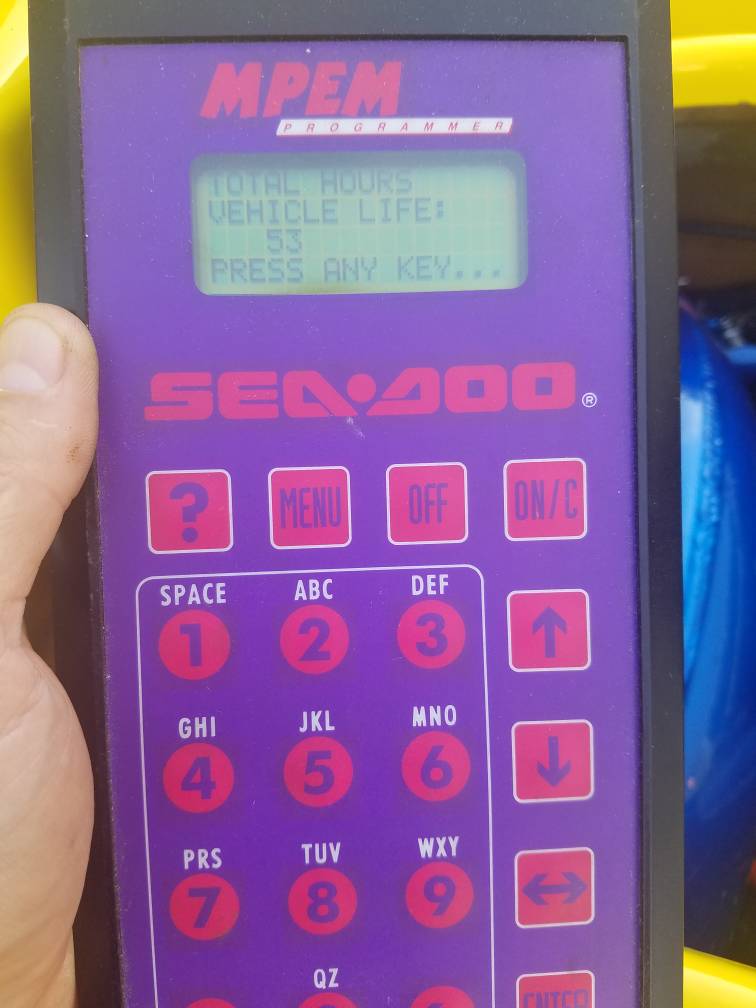 MPEM
PROGRAMMER
TOTAL HOURS
VEHICLE LIFE:
53
PRESS ANY KEY...
SEA•DOO®
? MENU OFF ON/C
SPACE ABC DEF
1 2 3 ↑
GHI JKL MNO
4 5 6 ↓
PRS TUV WXY
7 8 9 ↔
QZ
ENTER